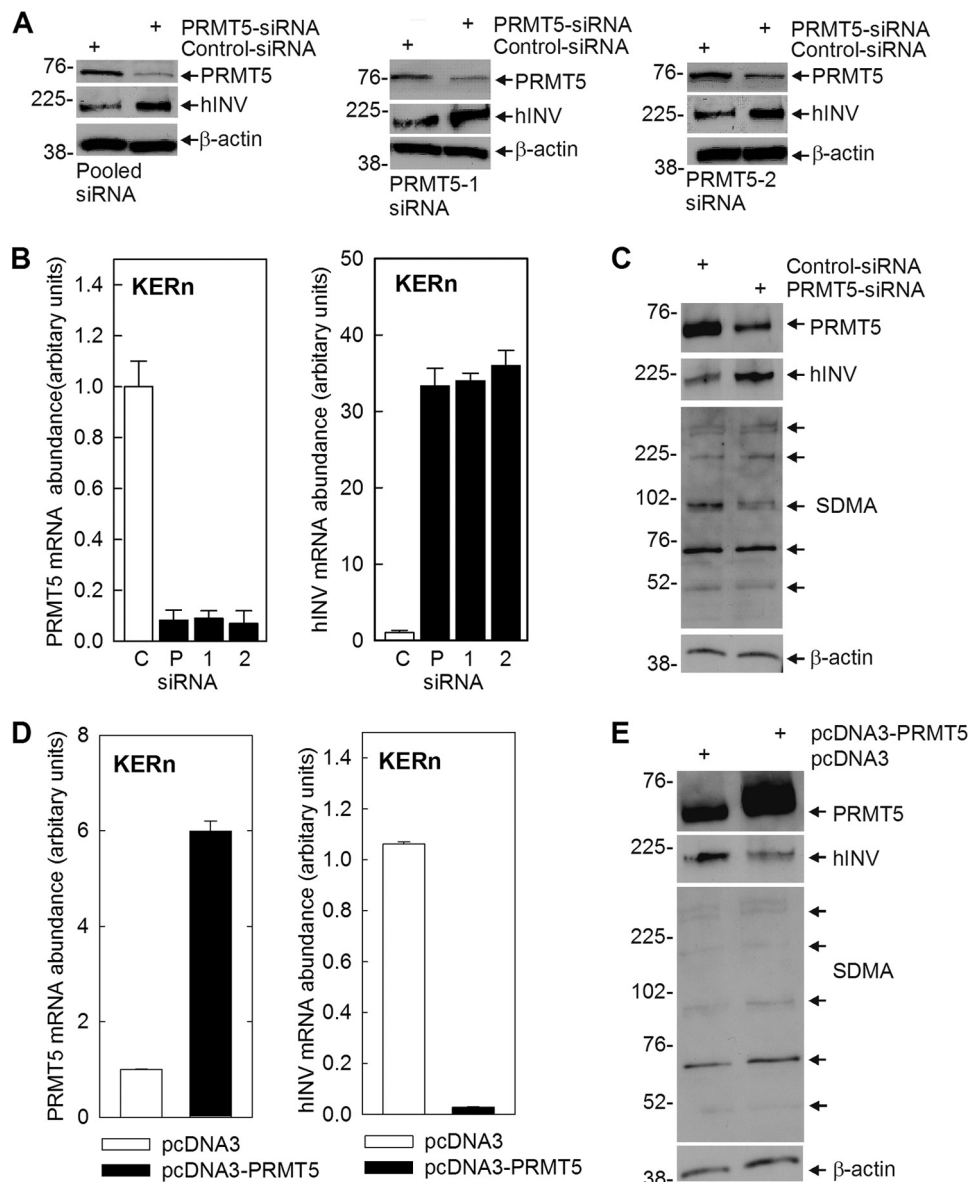 A
+ PRMT5-siRNA
+ Control-siRNA
76-
PRMT5
225-
hINV
β-actin
38-
Pooled
siRNA
+ PRMT5-siRNA
+ Control-siRNA
76-
PRMT5
225-
hINV
β-actin
38-
PRMT5-1
siRNA
+ PRMT5-siRNA
+ Control-siRNA
76-
PRMT5
225-
hINV
β-actin
38-
PRMT5-2
siRNA
B
PRMT5 mRNA abundance(arbitary units)
1.4
1.2
1.0
0.8
0.6
0.4
0.2
0.0
KERn
C P 1 2
siRNA
hINV mRNA abundance (arbitary units)
50
40
30
20
10
0
KERn
C P 1 2
siRNA
C
+ Control-siRNA
+ PRMT5-siRNA
76-
PRMT5
225-
hINV
225-
102-
SDMA
76-
52-
β-actin
38-
D
PRMT5 mRNA abundance (arbitary units)
8
6
4
2
0
KERn
pcDNA3
pcDNA3-PRMT5
hINV mRNA abundance (arbitary units)
1.4
1.2
1.0
0.8
0.6
0.4
0.2
0.0
KERn
pcDNA3
pcDNA3-PRMT5
E
+ pcDNA3-PRMT5
+ pcDNA3
76-
PRMT5
225-
hINV
225-
SDMA
102-
76-
52-
β-actin
38-